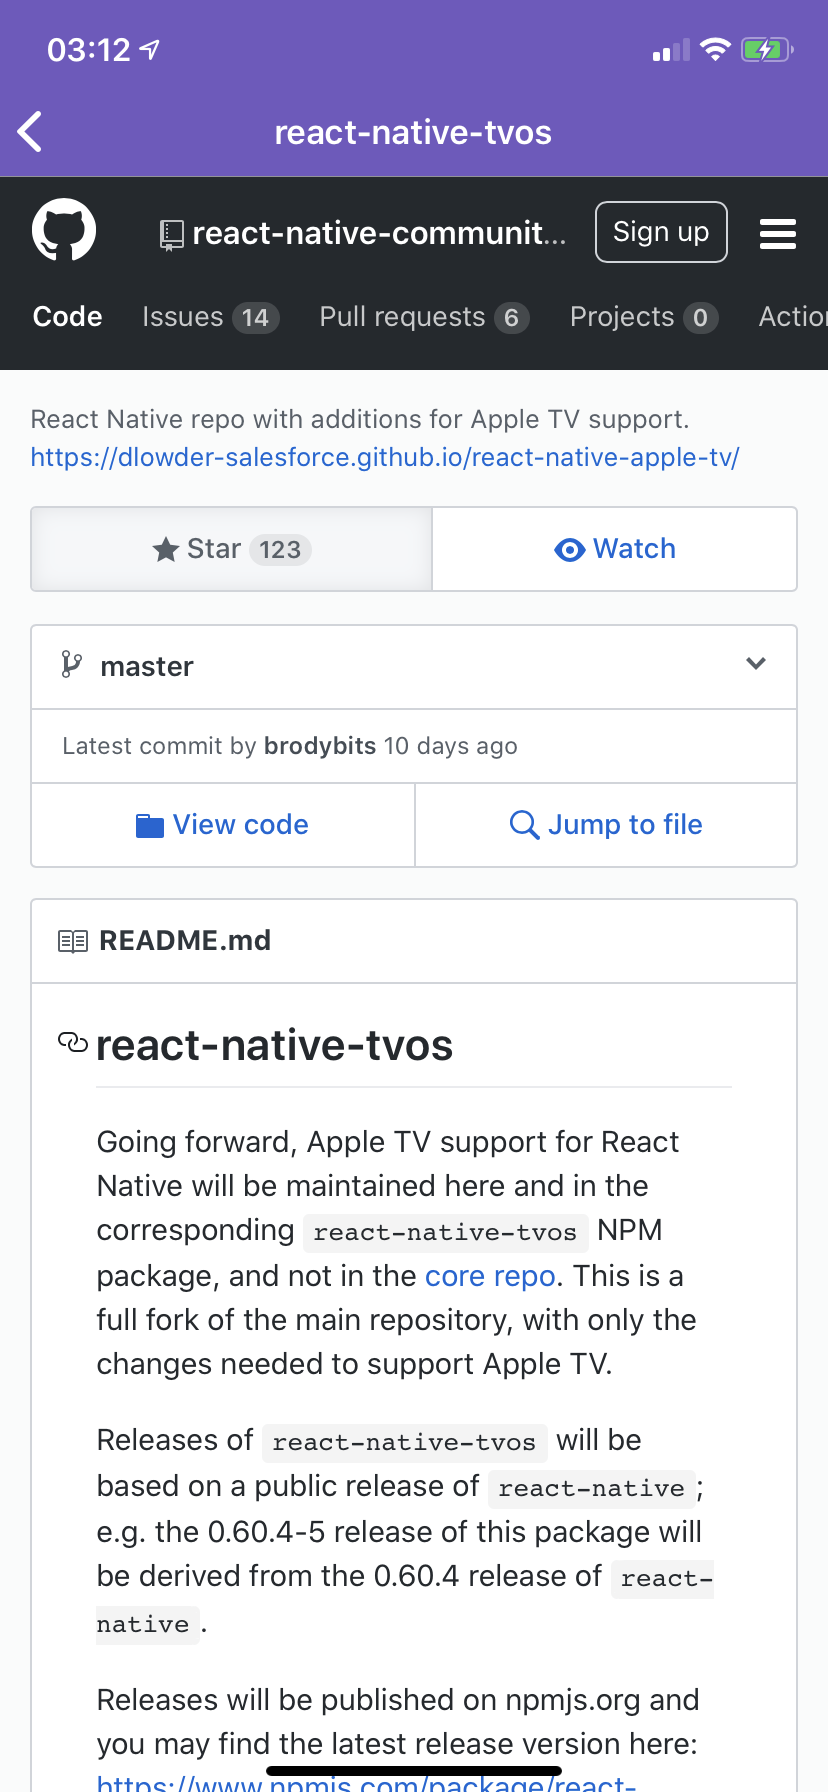 03:12
react-native-tvos
react-native-communit...
Sign up
Code Issues 14 Pull requests 6 Projects 0 Actio
React Native repo with additions for Apple TV support.
https://dlowder-salesforce.github.io/react-native-apple-tv/
Star 123
Watch
master
Latest commit by brodybits 10 days ago
View code
Jump to file
README.md
react-native-tvos
Going forward, Apple TV support for React
Native will be maintained here and in the
corresponding react-native-tvos NPM
package, and not in the core repo. This is a
full fork of the main repository, with only the
changes needed to support Apple TV.
Releases of react-native-tvos will be
based on a public release of react-native;
e.g. the 0.60.4-5 release of this package will
be derived from the 0.60.4 release of react-
native.
Releases will be published on npmjs.org and
you may find the latest release version here:
https://www.npmjs.com/package/react-